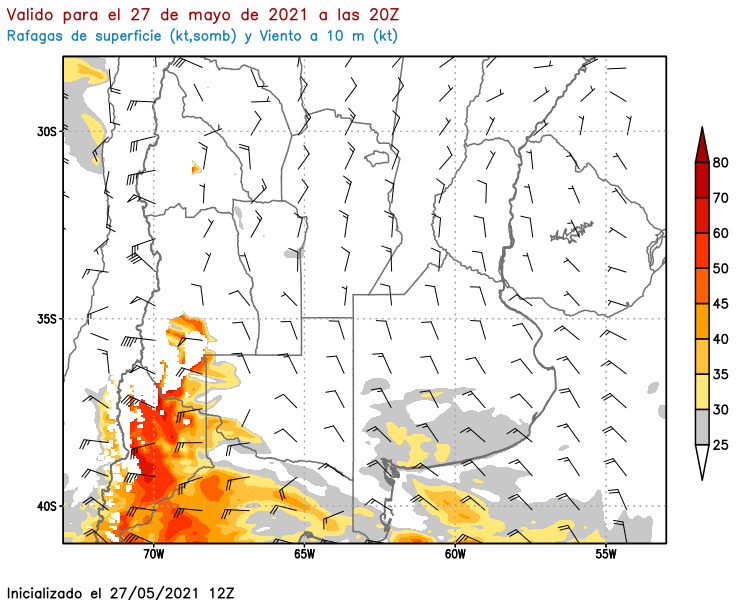 Valido para el 27 de mayo de 2021 a las 20Z
Rafagas de superficie (kt,somb) y Viento a 10 m (kt)
30S
35S
40S
70W
65W
60W
55W
80
70
60
50
45
40
35
30
25
Inicializado el 27/05/2021 12Z